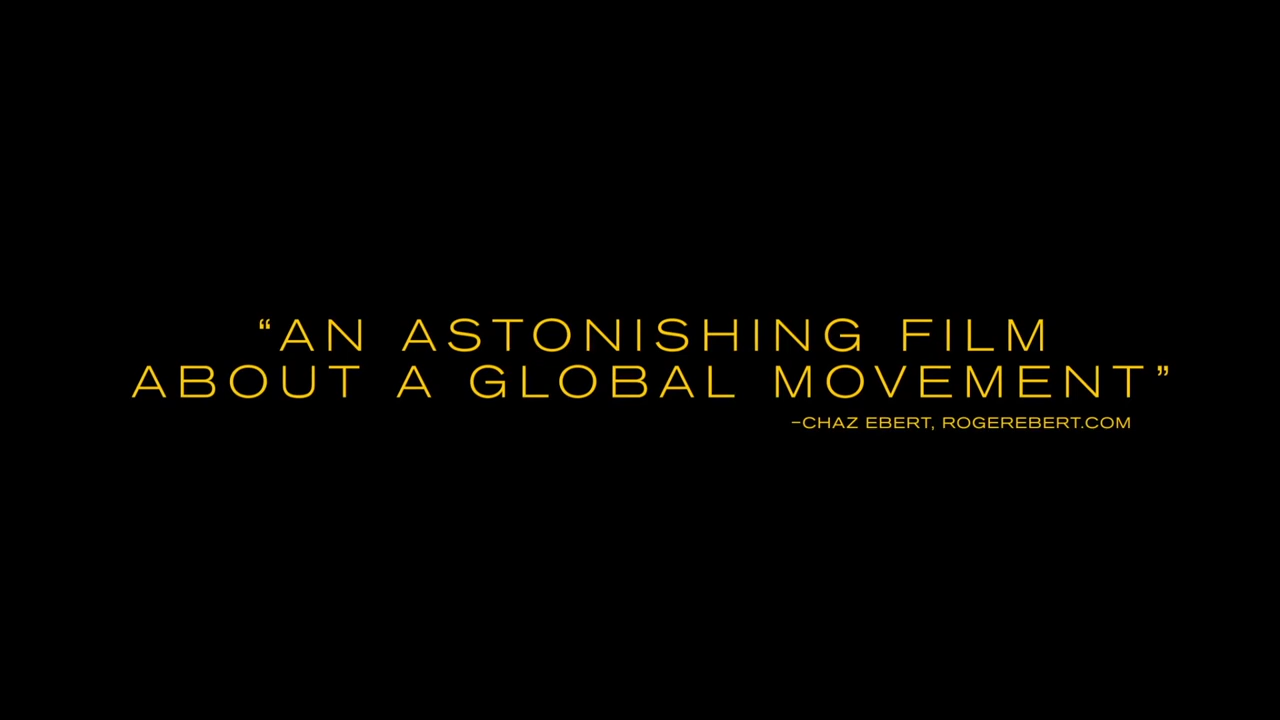 “AN ASTONISHING FILM
ABOUT A GLOBAL MOVEMENT”
–CHAZ EBERT, ROGEREBERT.COM